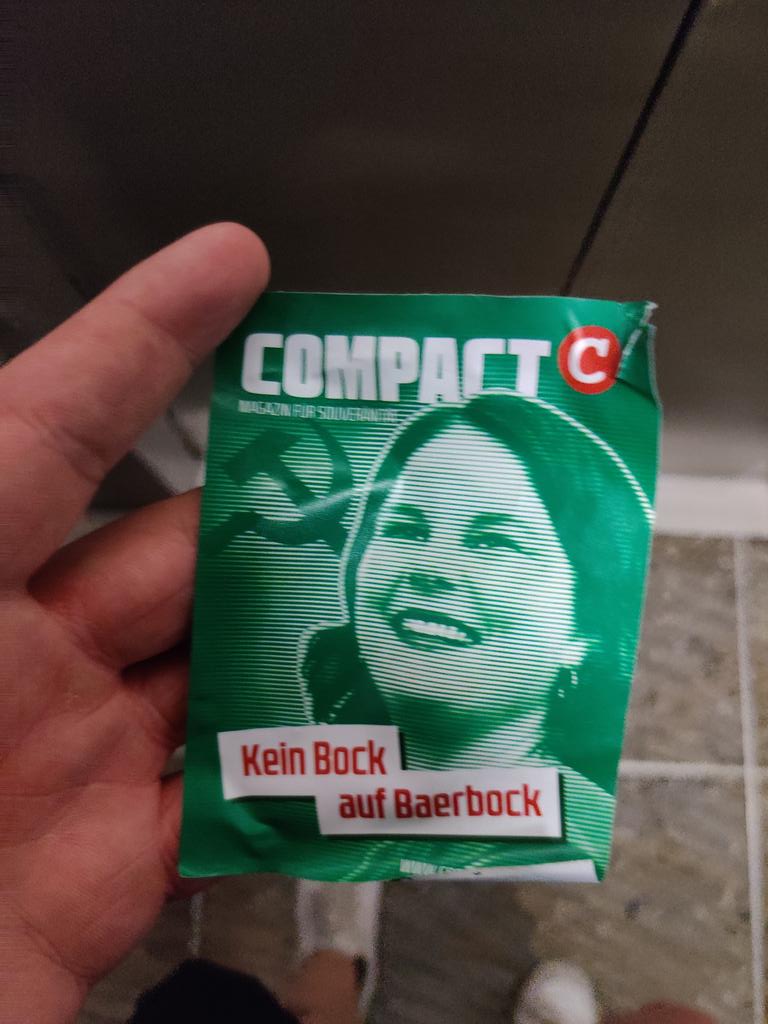 COMPACT C
MAGAZIN FÜR SOUVERÄNITÄT
Kein Bock
auf Baerbock